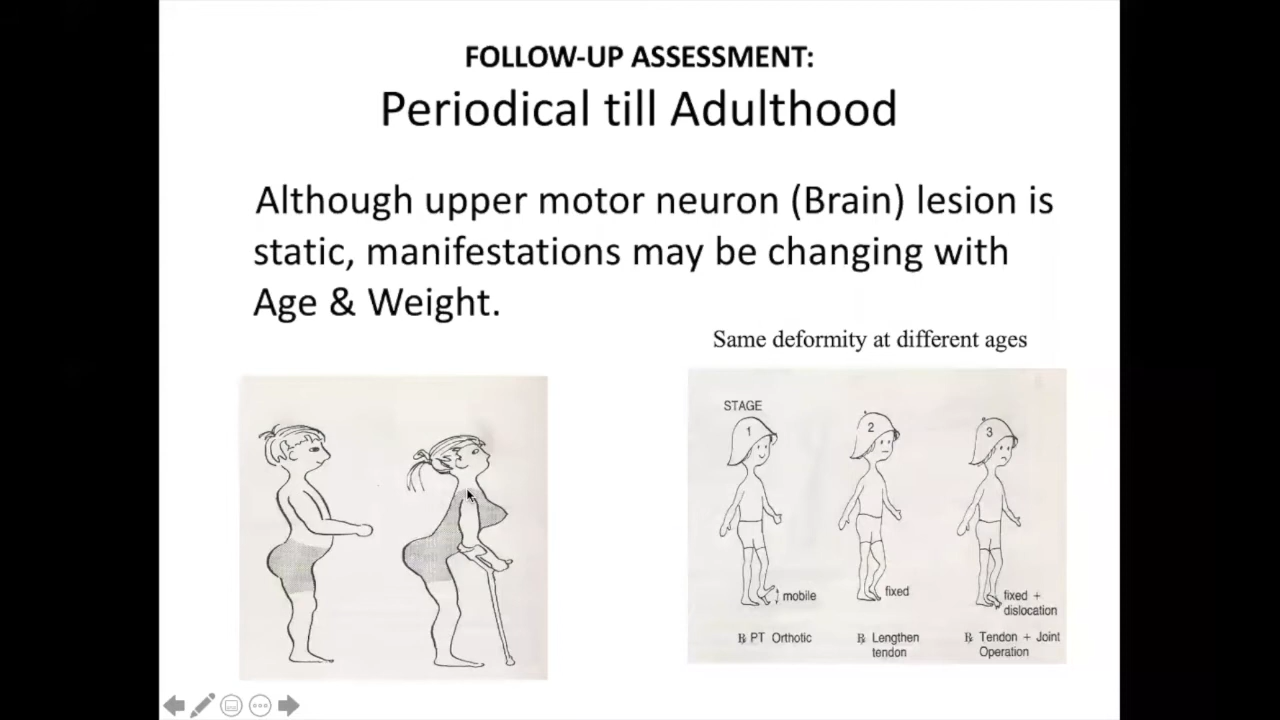 FOLLOW-UP ASSESSMENT:
Periodical till Adulthood
Although upper motor neuron (Brain) lesion is
static, manifestations may be changing with
Age & Weight.
Same deformity at different ages
STAGE
1
2
3
mobile
fixed
fixed +
dislocation
℞ PT Orthotic
℞ Lengthen
tendon
℞ Tendon + Joint
Operation